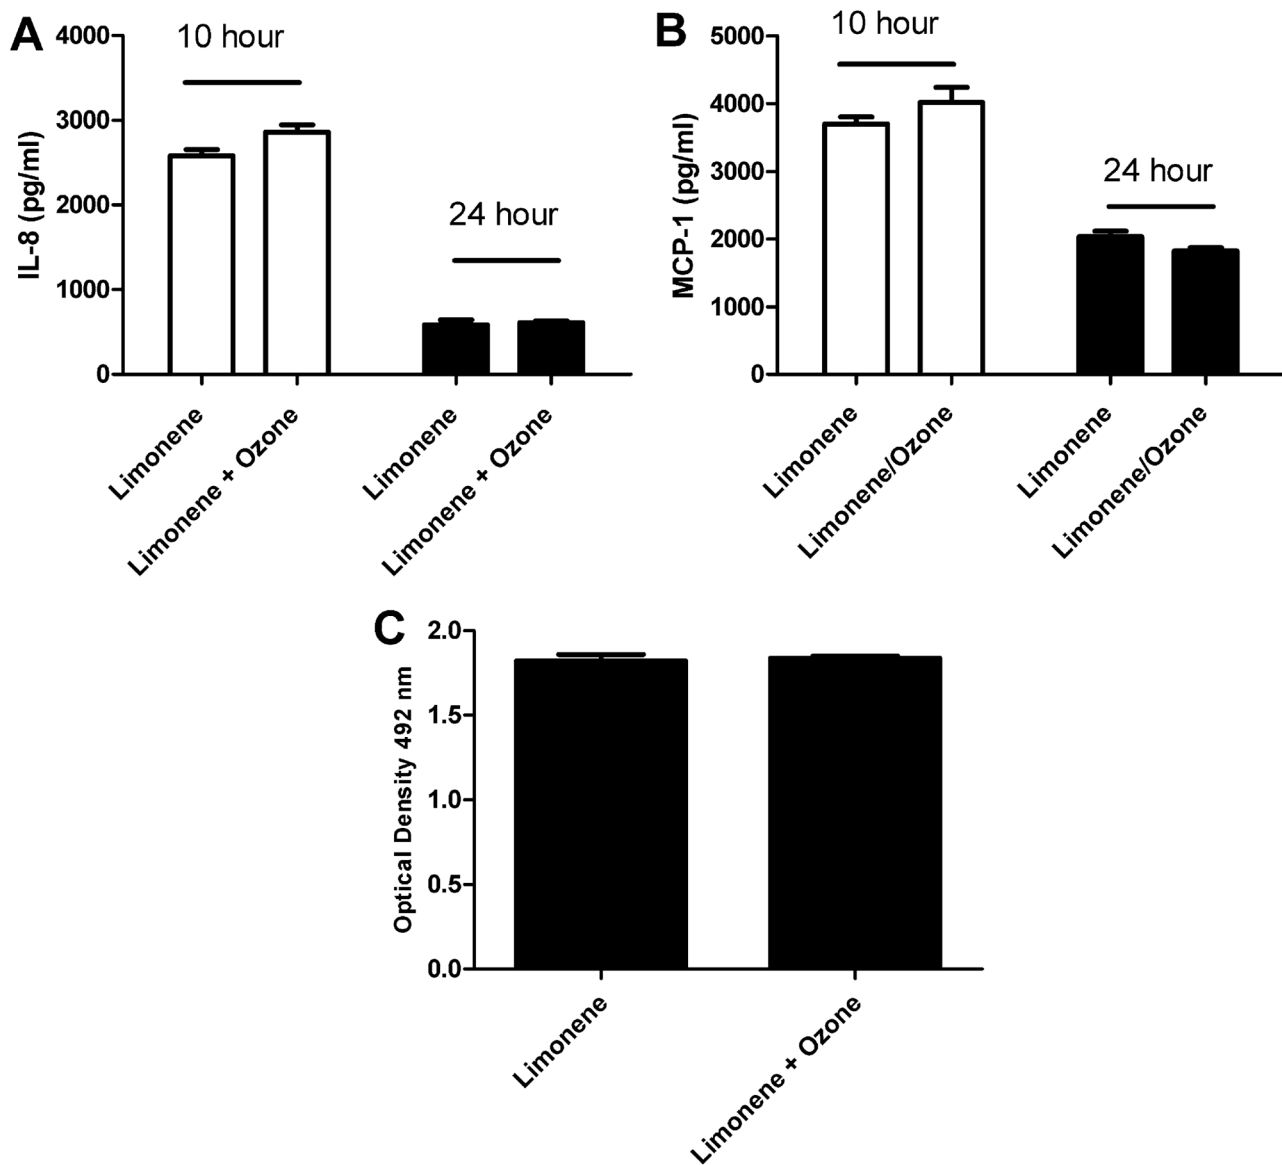 A
10 hour
24 hour
IL-8 (pg/ml)
4000
3000
2000
1000
0
Limonene
Limonene + Ozone
Limonene
Limonene + Ozone
B
10 hour
24 hour
MCP-1 (pg/ml)
5000
4000
3000
2000
1000
0
Limonene
Limonene/Ozone
Limonene
Limonene/Ozone
C
Optical Density 492 nm
2.0
1.5
1.0
0.5
0.0
Limonene
Limonene + Ozone